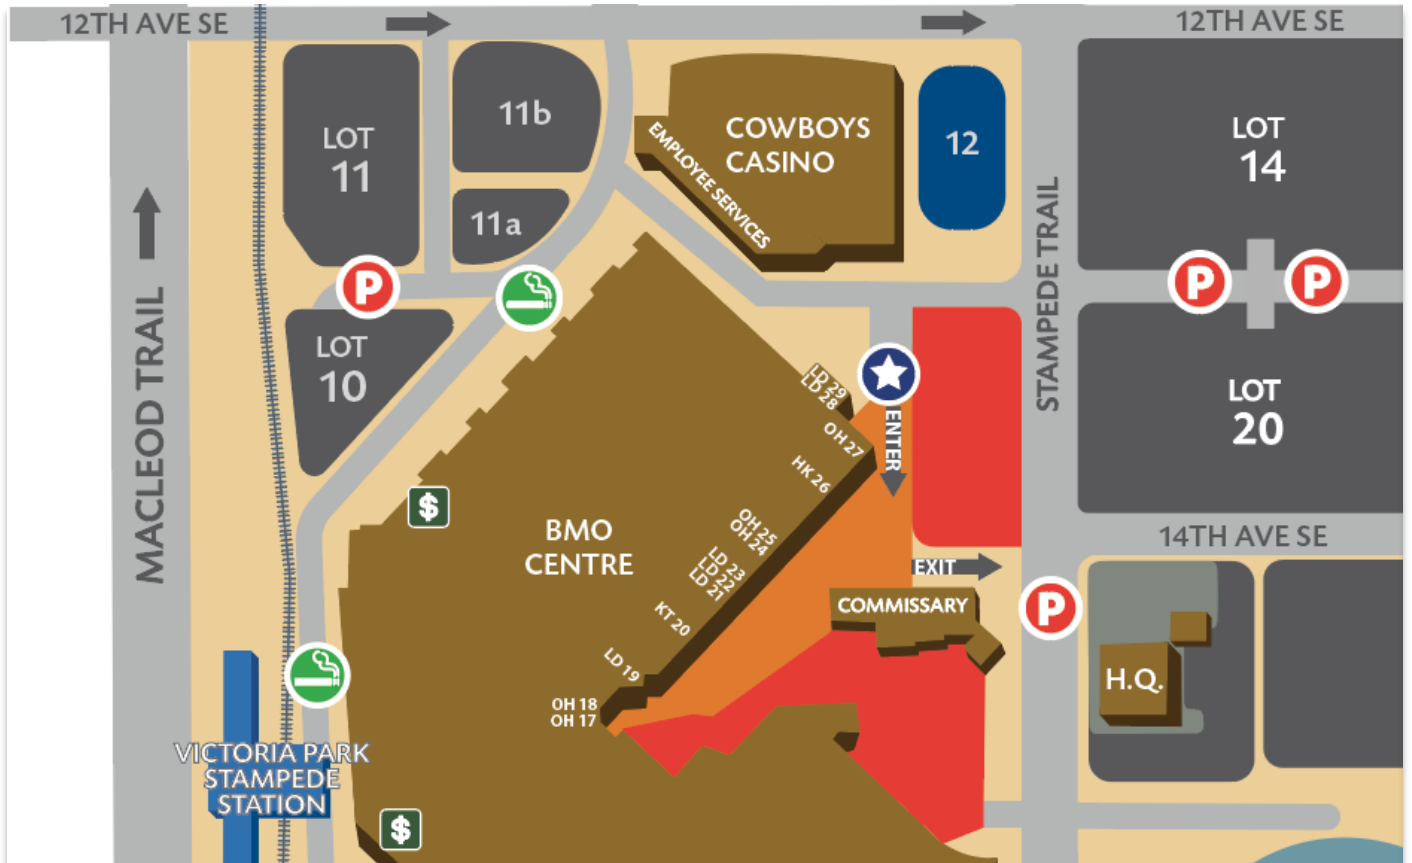 12TH AVE SE
12TH AVE SE
LOT
11
11b
11a
EMPLOYEE SERVICES
COWBOYS
CASINO
12
LOT
14
P
P
P
LOT
10
MACLEOD TRAIL
STAMPEDE TRAIL
LOT
20
LD 29
LD 28
OH 27
HK 26
OH 25
OH 24
LD 23
LD 22
LD 21
KT 20
LD 19
OH 18
OH 17
ENTER
$
BMO
CENTRE
14TH AVE SE
EXIT
COMMISSARY
P
H.Q.
VICTORIA PARK
STAMPEDE
STATION
$